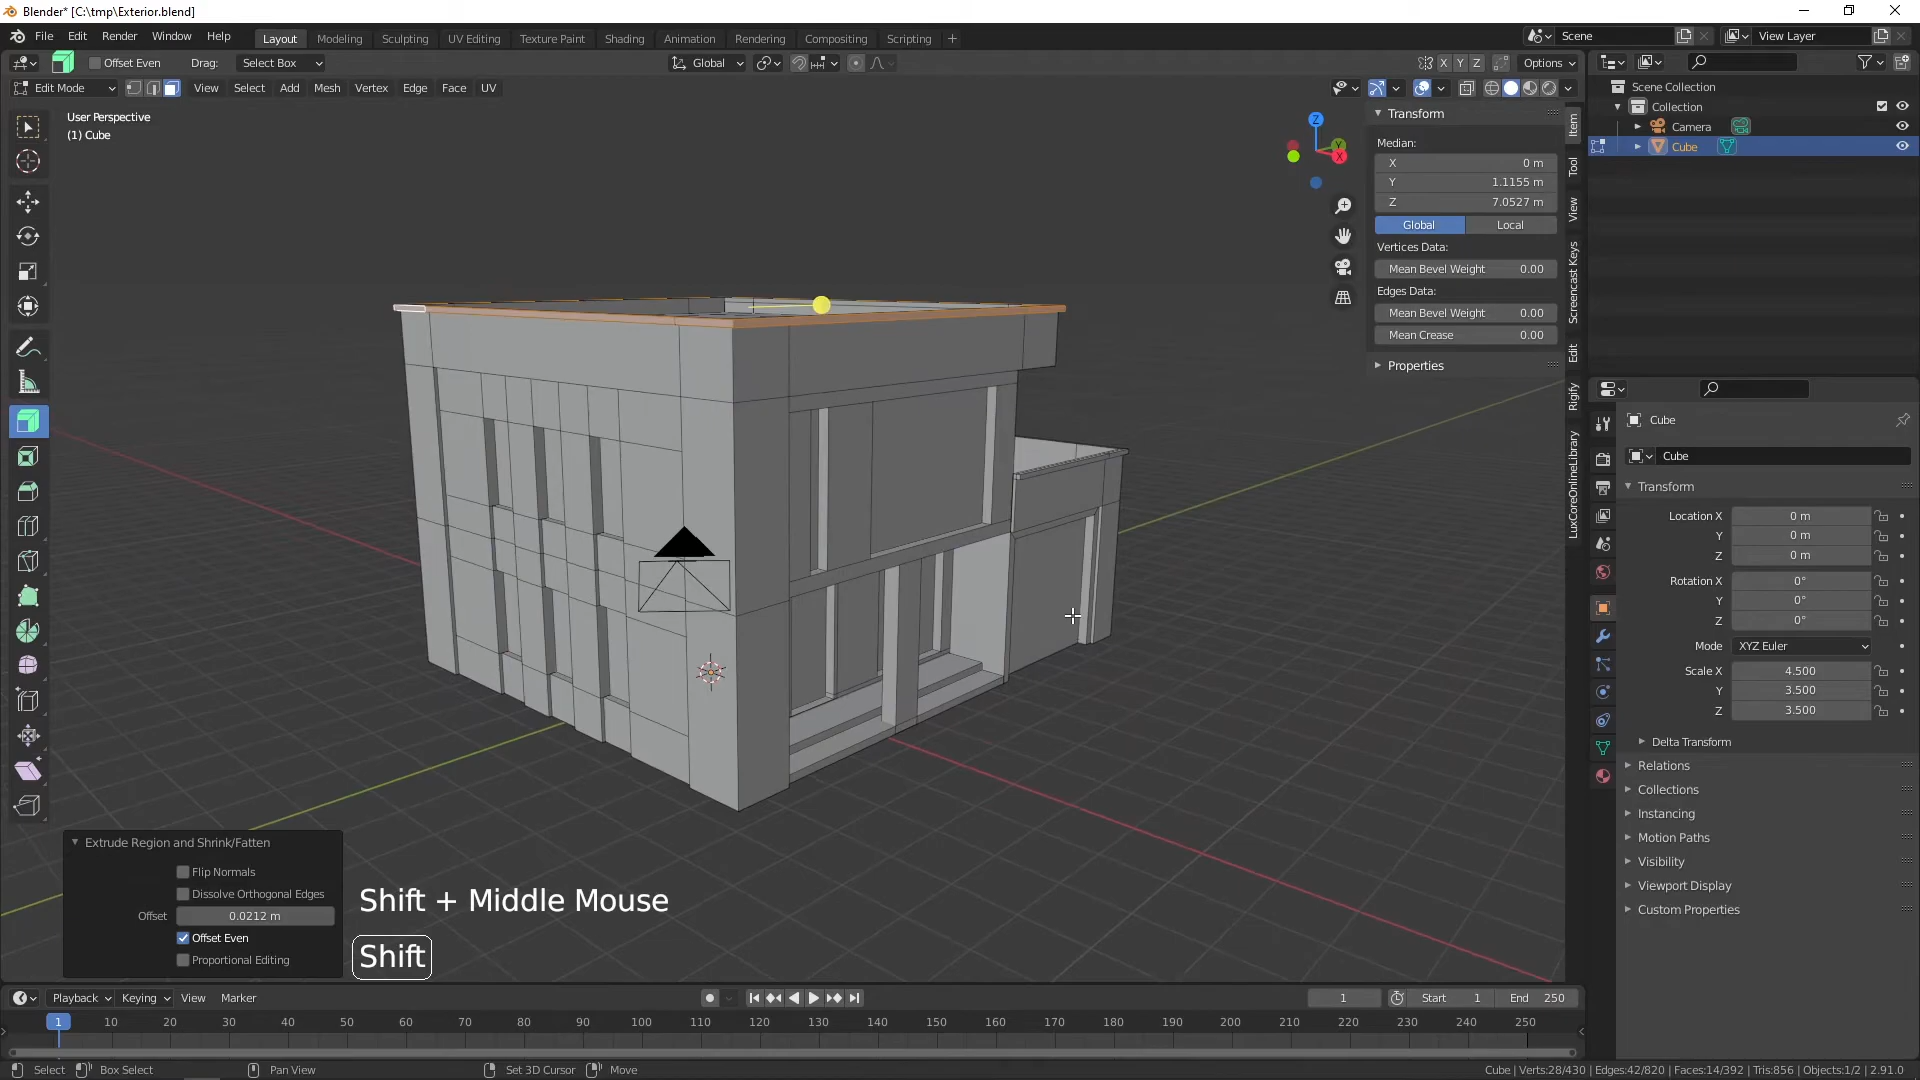 Blender* [C:\tmp\Exterior.blend]
File Edit Render Window Help
Layout Modeling Sculpting UV Editing Texture Paint Shading Animation Rendering Compositing Scripting +
Scene
View Layer
Offset Even Drag: Select Box
Global
X Y Z Options
Edit Mode View Select Add Mesh Vertex Edge Face UV
User Perspective
(1) Cube
Z
Y
X
Transform
Median:
X 0 m
Y 1.1155 m
Z 7.0527 m
Global Local
Vertices Data:
Mean Bevel Weight 0.00
Edges Data:
Mean Bevel Weight 0.00
Mean Crease 0.00
Properties
Item
Tool
View
Screencast Keys
Edit
Rigify
LuxCoreOnlineLibrary
Scene Collection
Collection
Camera
Cube
Cube
Cube
Transform
Location X 0 m
Y 0 m
Z 0 m
Rotation X 0°
Y 0°
Z 0°
Mode XYZ Euler
Scale X 4.500
Y 3.500
Z 3.500
Delta Transform
Relations
Collections
Instancing
Motion Paths
Visibility
Viewport Display
Custom Properties
Extrude Region and Shrink/Fatten
Flip Normals
Dissolve Orthogonal Edges
Offset 0.0212 m
Offset Even
Proportional Editing
Shift + Middle Mouse
Shift
Playback Keying View Marker
1 Start 1 End 250
1 10 20 30 40 50 60 70 80 90 100 110 120 130 140 150 160 170 180 190 200 210 220 230 240 250
Select Box Select Pan View Set 3D Cursor Move
Cube | Verts:28/430 | Edges:42/820 | Faces:14/392 | Tris:856 | Objects:1/2 | 2.91.0